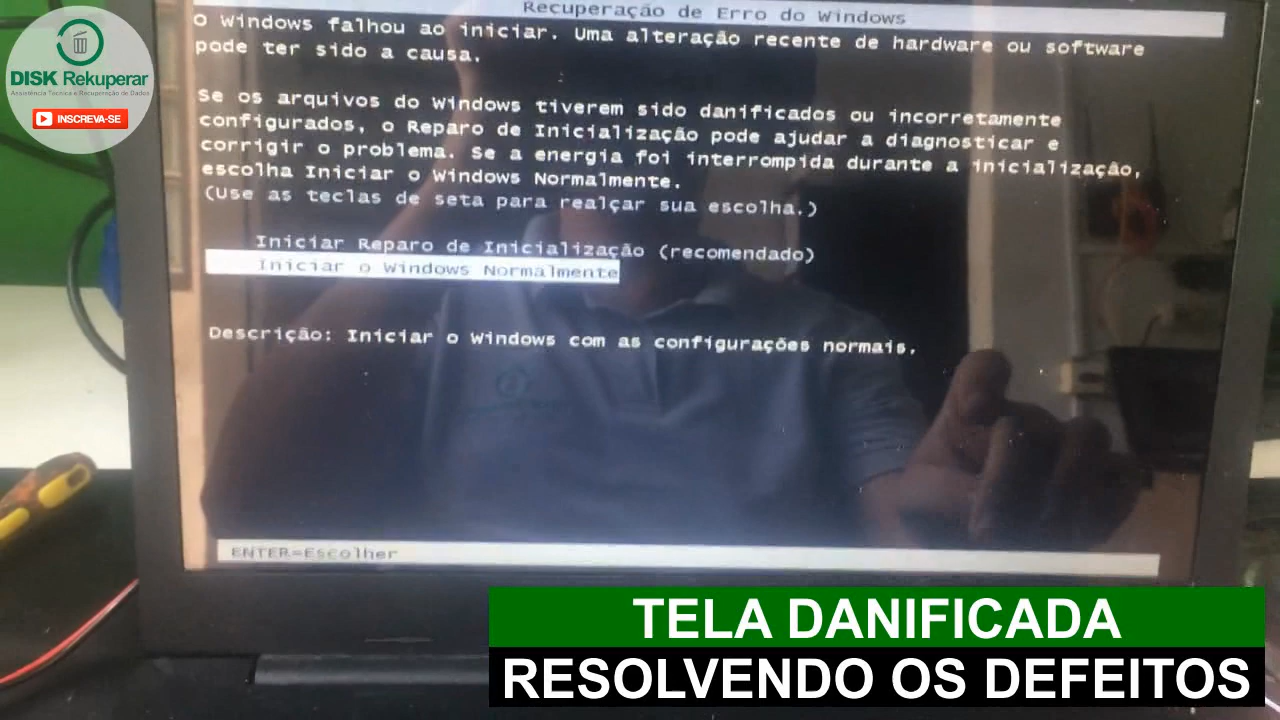 Recuperação de Erro do Windows
O Windows falhou ao iniciar. Uma alteração recente de hardware ou software
pode ter sido a causa.
Se os arquivos do Windows tiverem sido danificados ou incorretamente
configurados, o Reparo de Inicialização pode ajudar a diagnosticar e
corrigir o problema. Se a energia foi interrompida durante a inicialização,
escolha Iniciar o Windows Normalmente.
(Use as teclas de seta para realçar sua escolha.)
Iniciar Reparo de Inicialização (recomendado)
Iniciar o Windows Normalmente
Descrição: Iniciar o Windows com as configurações normais.
ENTER=Escolher
DISK Rekuperar
Assistência Técnica e Recuperação de Dados
INSCREVA-SE
TELA DANIFICADA
RESOLVENDO OS DEFEITOS